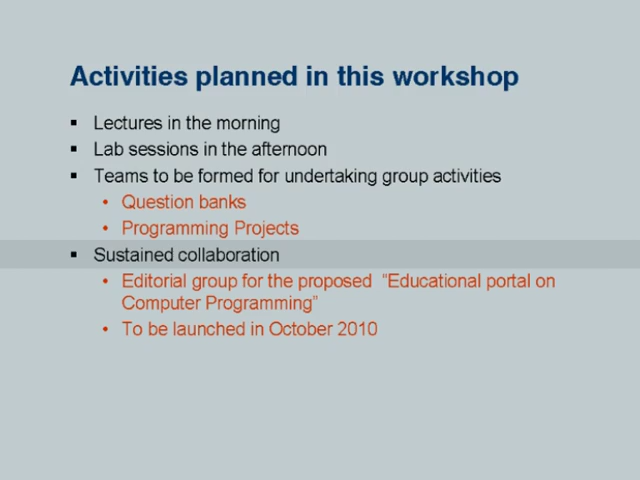 Activities planned in this workshop
▪ Lectures in the morning
▪ Lab sessions in the afternoon
▪ Teams to be formed for undertaking group activities
• Question banks
• Programming Projects
▪ Sustained collaboration
• Editorial group for the proposed "Educational portal on
Computer Programming"
• To be launched in October 2010